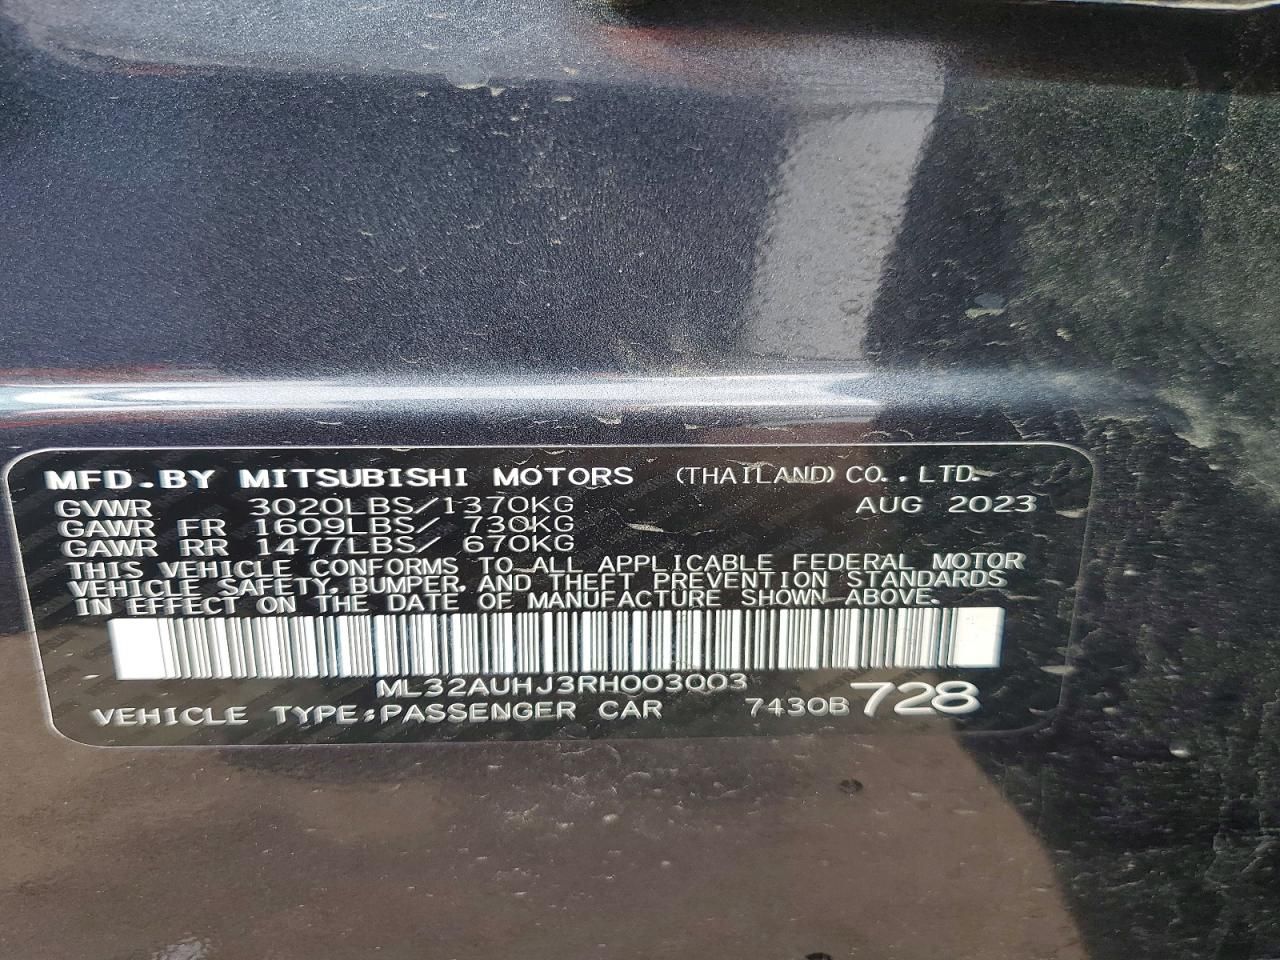 MFD.BY MITSUBISHI MOTORS (THAILAND) CO.,LTD.
GVWR 3020LBS/1370KG AUG 2023
GAWR FR 1609LBS/ 730KG
GAWR RR 1477LBS/ 670KG
THIS VEHICLE CONFORMS TO ALL APPLICABLE FEDERAL MOTOR
VEHICLE SAFETY, BUMPER, AND THEFT PREVENTION STANDARDS
IN EFFECT ON THE DATE OF MANUFACTURE SHOWN ABOVE.
ML32AUHJ3RH003003
VEHICLE TYPE:PASSENGER CAR 7430B 728